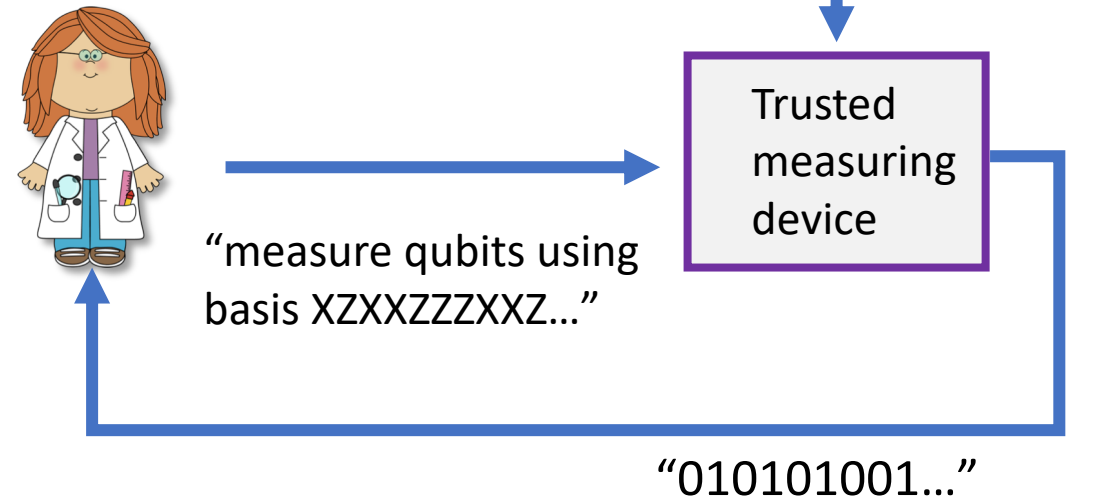 Trusted
measuring
device
“measure qubits using
basis XZXXZZZXXZ…”
“010101001…”